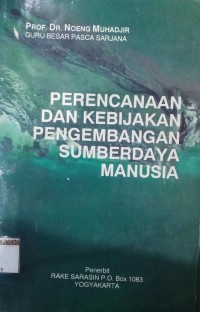 PROF. DR. NOENG MUHADJIR
GURU BESAR PASCA SARJANA
PERENCANAAN
DAN KEBIJAKAN
PENGEMBANGAN
SUMBERDAYA
MANUSIA
Penerbit
RAKE SARASIN P.O. Box 1083
YOGYAKARTA